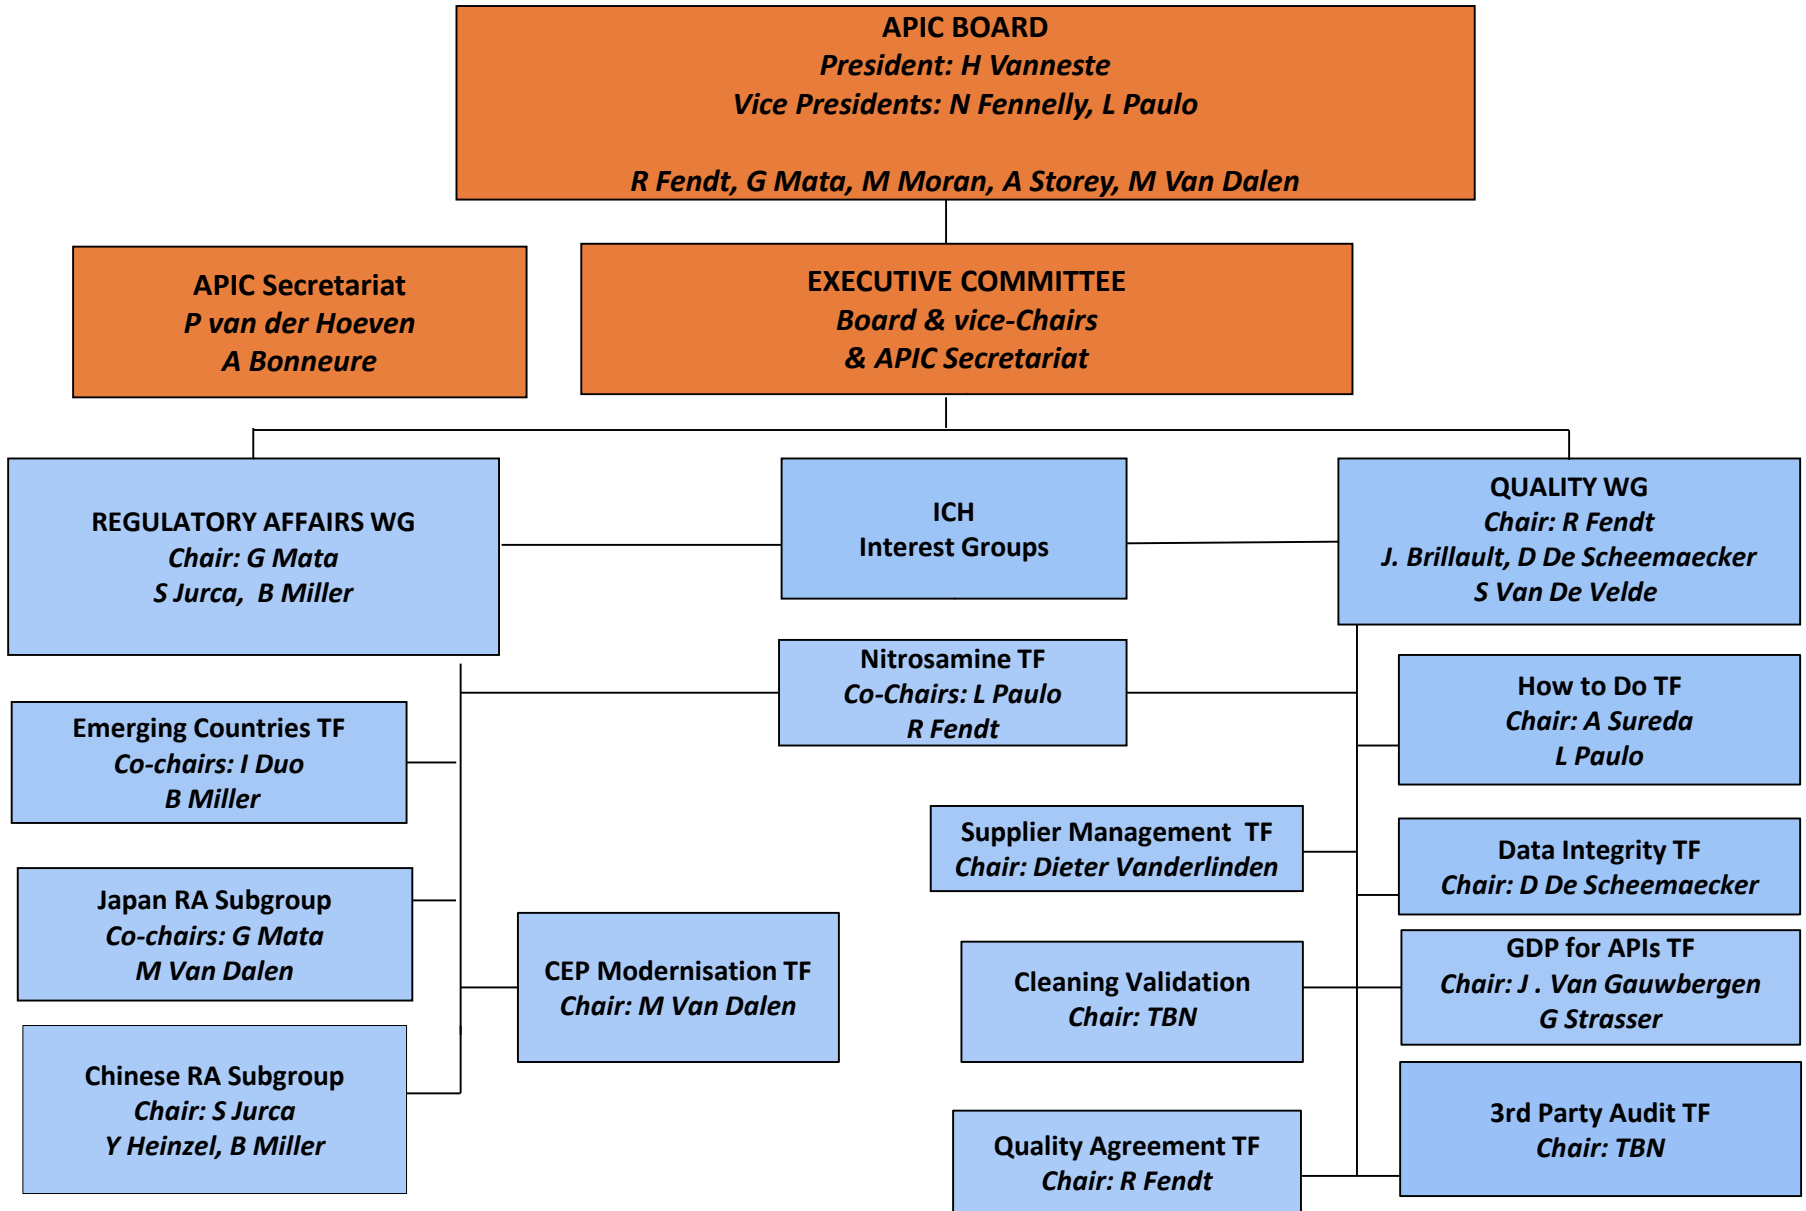 APIC BOARD
President: H Vanneste
Vice Presidents: N Fennelly, L Paulo
R Fendt, G Mata, M Moran, A Storey, M Van Dalen
APIC Secretariat
P van der Hoeven
A Bonneure
EXECUTIVE COMMITTEE
Board & vice-Chairs
& APIC Secretariat
REGULATORY AFFAIRS WG
Chair: G Mata
S Jurca, B Miller
ICH
Interest Groups
QUALITY WG
Chair: R Fendt
J. Brillault, D De Scheemaecker
S Van De Velde
Nitrosamine TF
Co-Chairs: L Paulo
R Fendt
Emerging Countries TF
Co-chairs: I Duo
B Miller
How to Do TF
Chair: A Sureda
L Paulo
Supplier Management TF
Chair: Dieter Vanderlinden
Data Integrity TF
Chair: D De Scheemaecker
Japan RA Subgroup
Co-chairs: G Mata
M Van Dalen
CEP Modernisation TF
Chair: M Van Dalen
Cleaning Validation
Chair: TBN
GDP for APIs TF
Chair: J . Van Gauwbergen
G Strasser
Chinese RA Subgroup
Chair: S Jurca
Y Heinzel, B Miller
Quality Agreement TF
Chair: R Fendt
3rd Party Audit TF
Chair: TBN